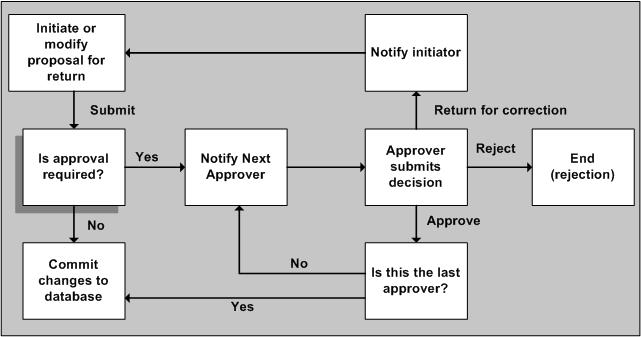 Initiate or
modify
proposal for
return
Notify initiator
Submit
Return for correction
Is approval
required?
Yes
Notify Next
Approver
Approver
submits
decision
Reject
End
(rejection)
No
Approve
Commit
changes to
database
No
Is this the last
approver?
Yes